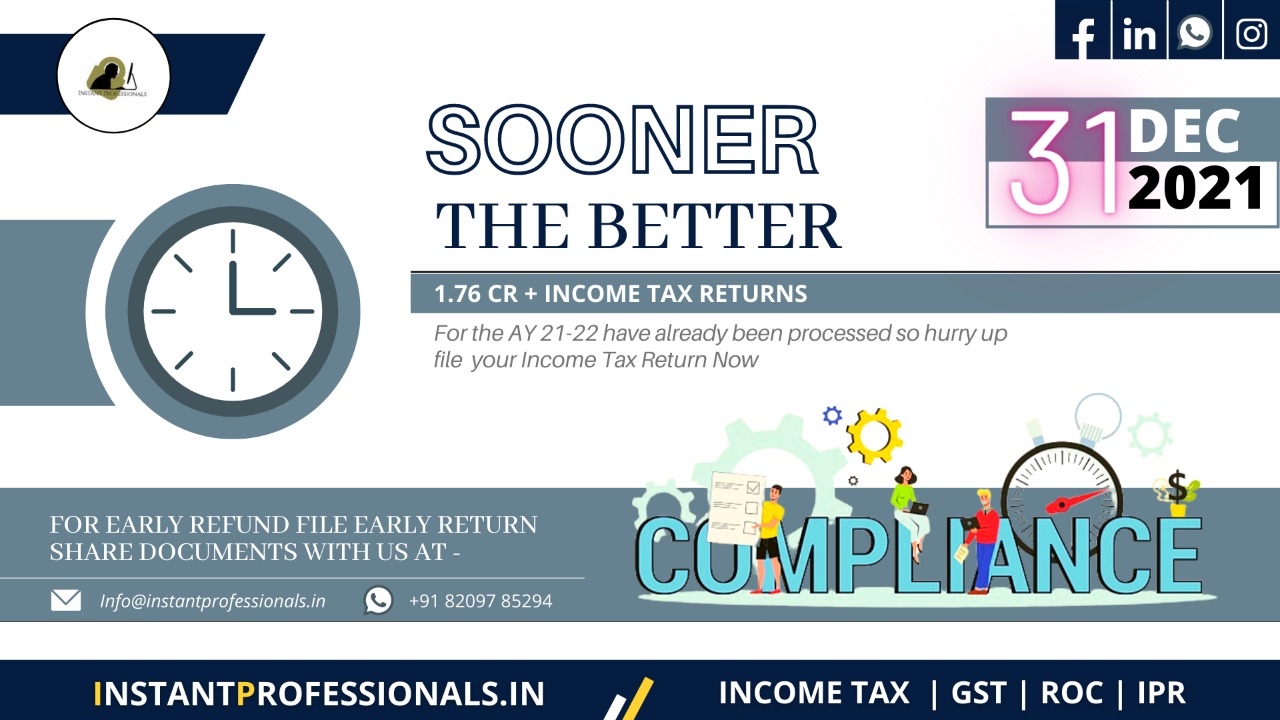 INSTANT PROFESSIONALS
SOONER
THE BETTER
31 DEC
2021
1.76 CR + INCOME TAX RETURNS
For the AY 21-22 have already been processed so hurry up
file your Income Tax Return Now
COMPLIANCE
$
FOR EARLY REFUND FILE EARLY RETURN
SHARE DOCUMENTS WITH US AT -
Info@instantprofessionals.in +91 82097 85294
INSTANTPROFESSIONALS.IN
INCOME TAX | GST | ROC | IPR